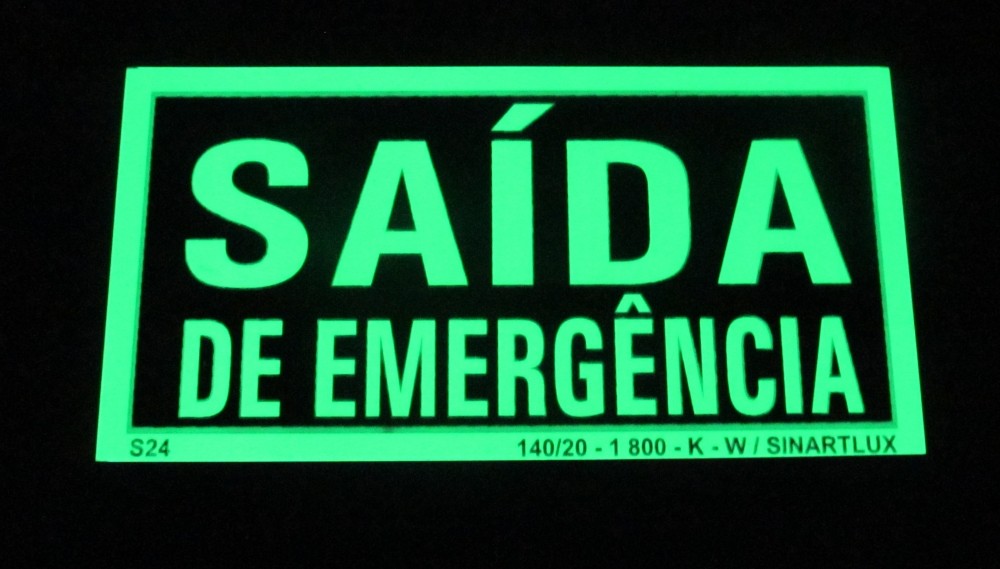 SAÍDA
DE EMERGÊNCIA
S24 140/20 - 1 800 - K - W / SINARTLUX